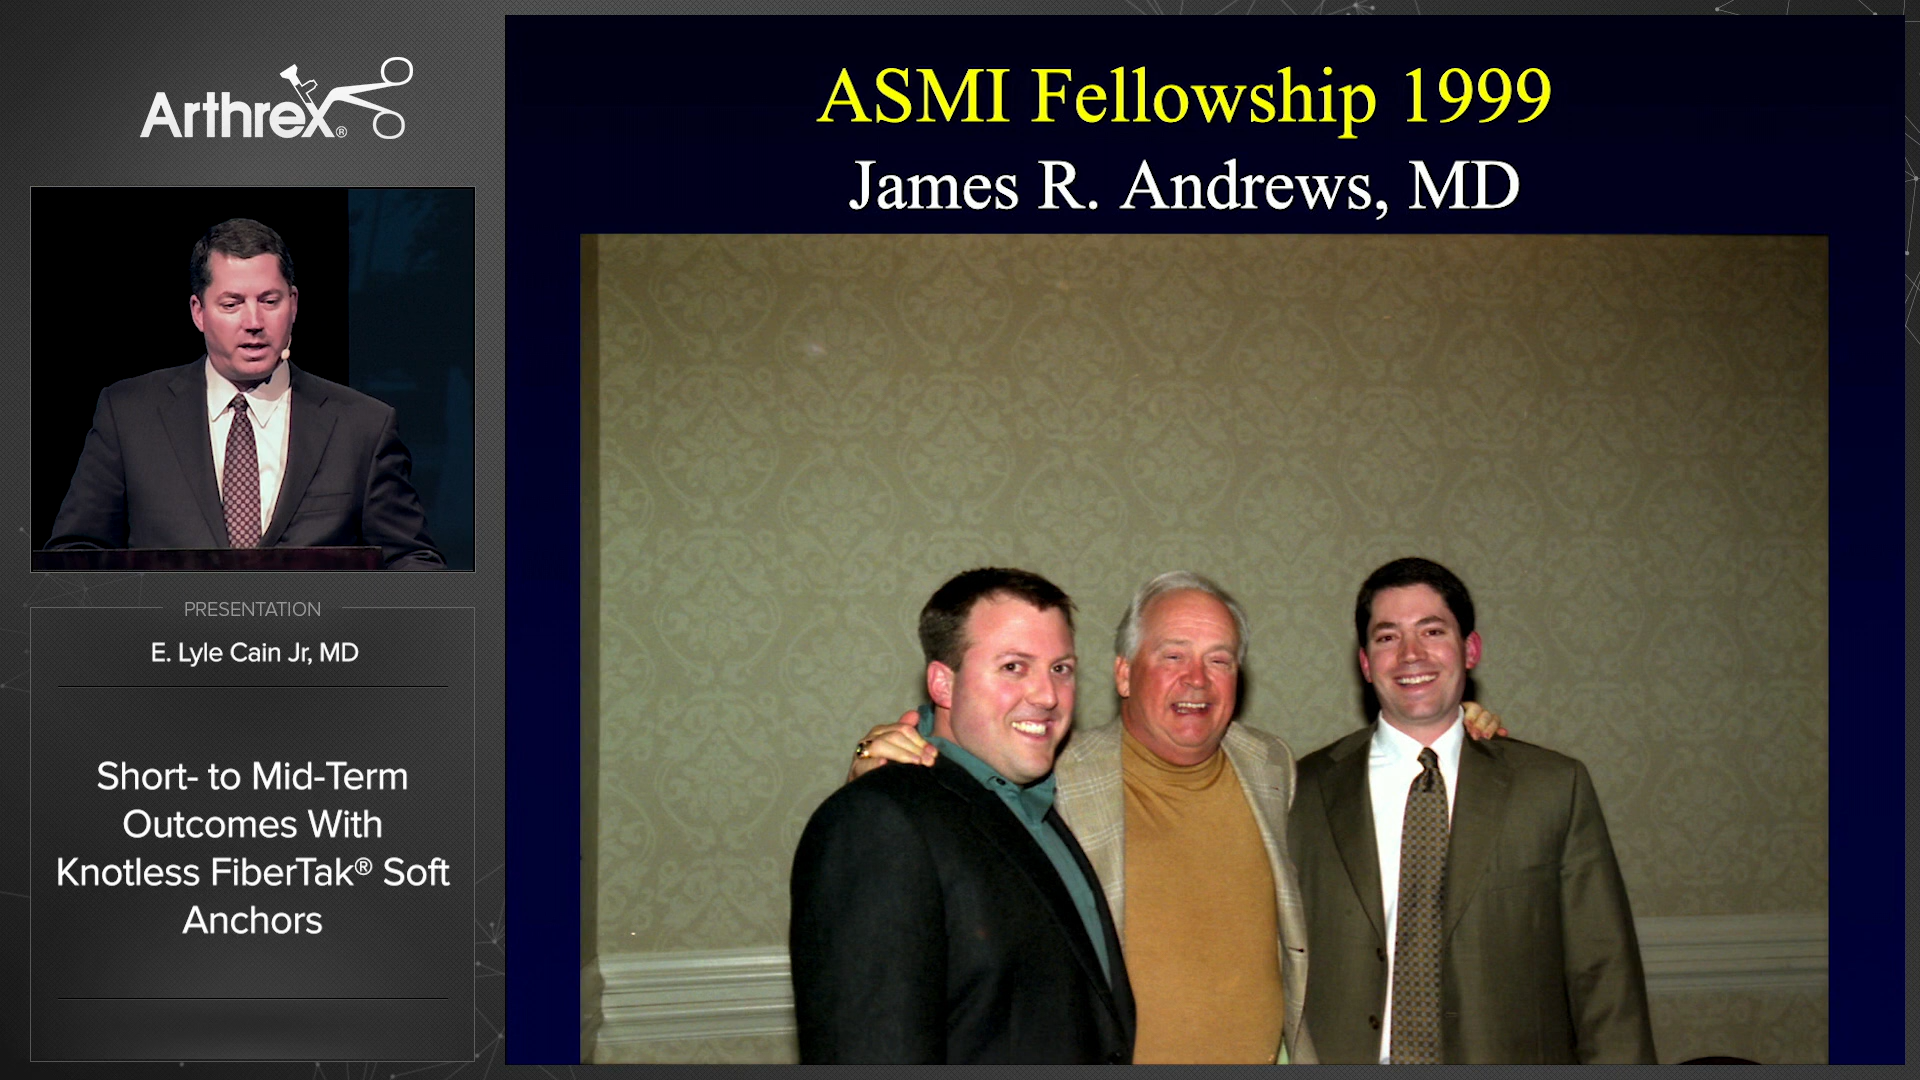 Arthrex®
PRESENTATION
E. Lyle Cain Jr, MD
Short- to Mid-Term
Outcomes With
Knotless FiberTak® Soft
Anchors
ASMI Fellowship 1999
James R. Andrews, MD